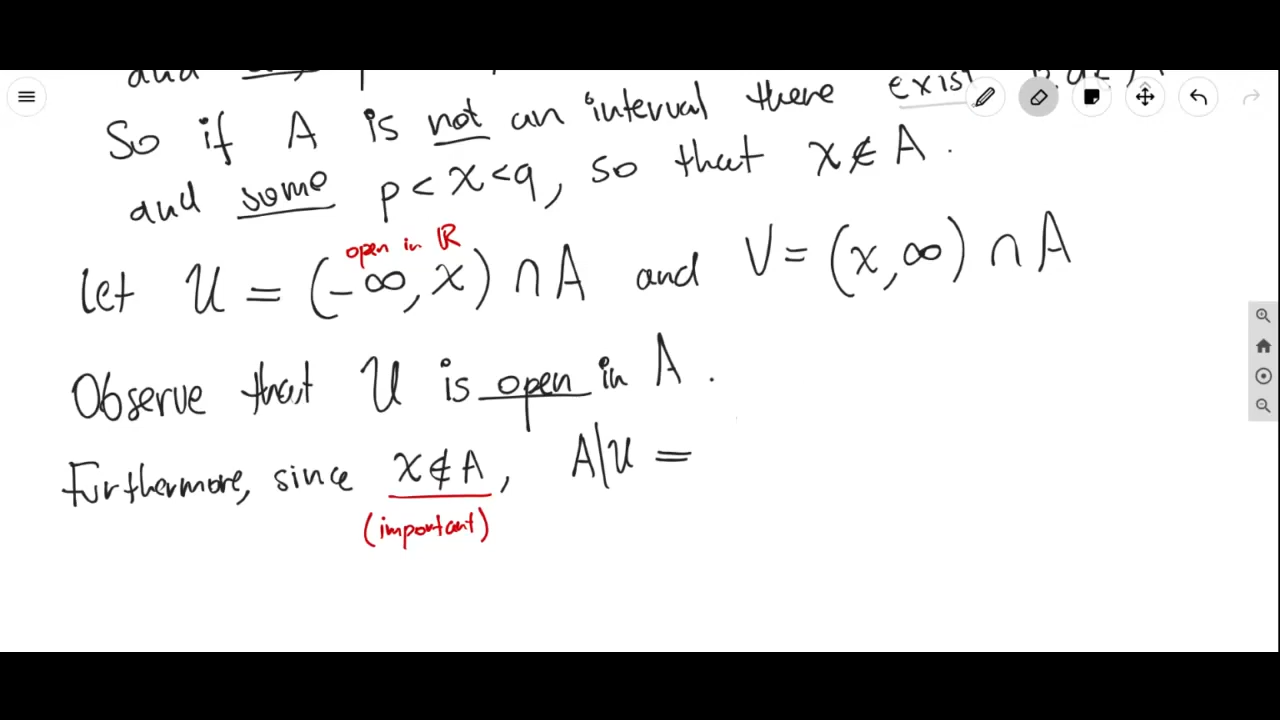 and
So if A is not an interval there exist
and some p < x < q, so that x ∉ A.
open in ℝ
Let U = (-∞, x) ∩ A and V = (x, ∞) ∩ A
Observe that U is open in A.
Furthermore, since x ∉ A, A|U =
(important)